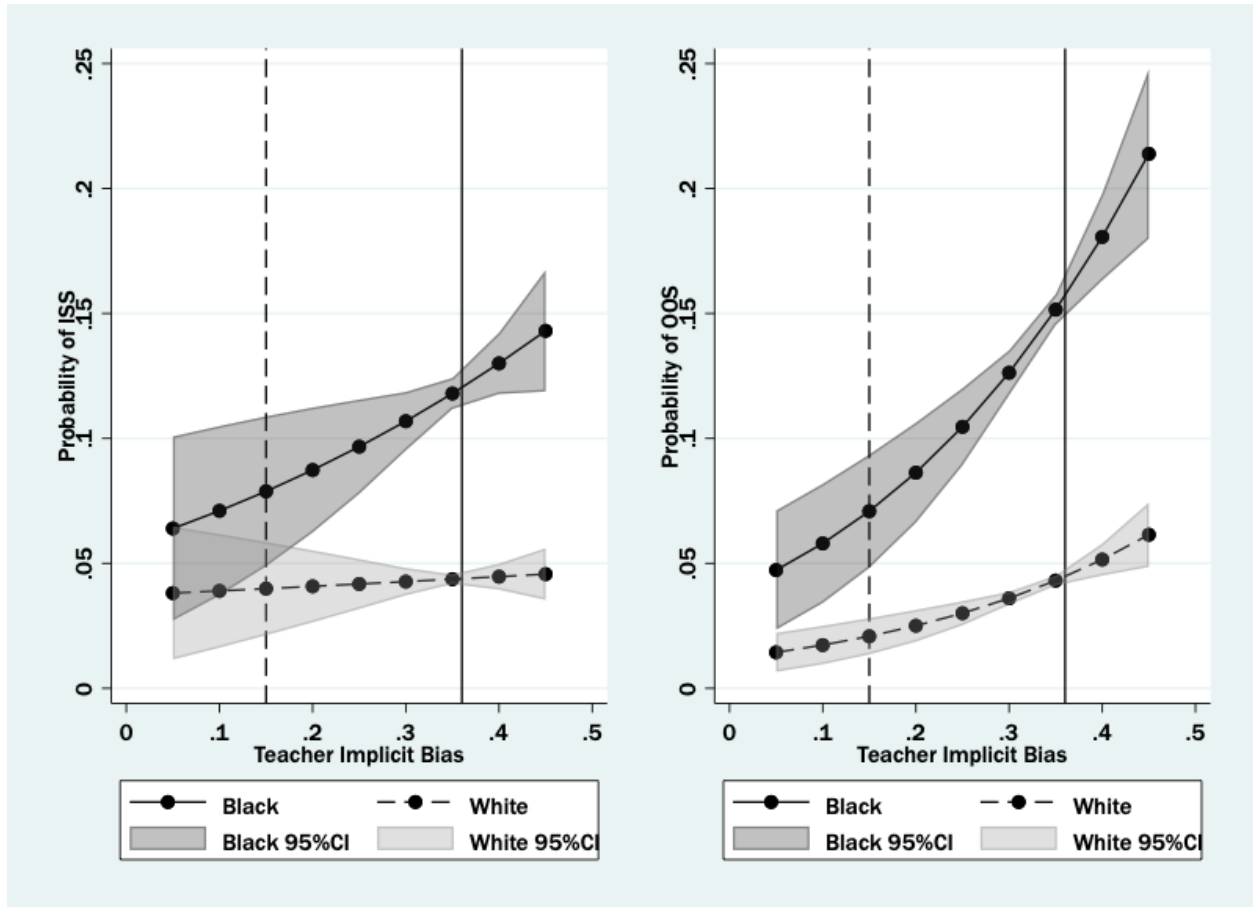 Probability of ISS
.25
.2
.15
.1
.05
0
0 .1 .2 .3 .4 .5
Teacher Implicit Bias
Black White
Black 95%CI White 95%CI
Probability of OOS
.25
.2
.15
.1
.05
0
0 .1 .2 .3 .4 .5
Teacher Implicit Bias
Black White
Black 95%CI White 95%CI